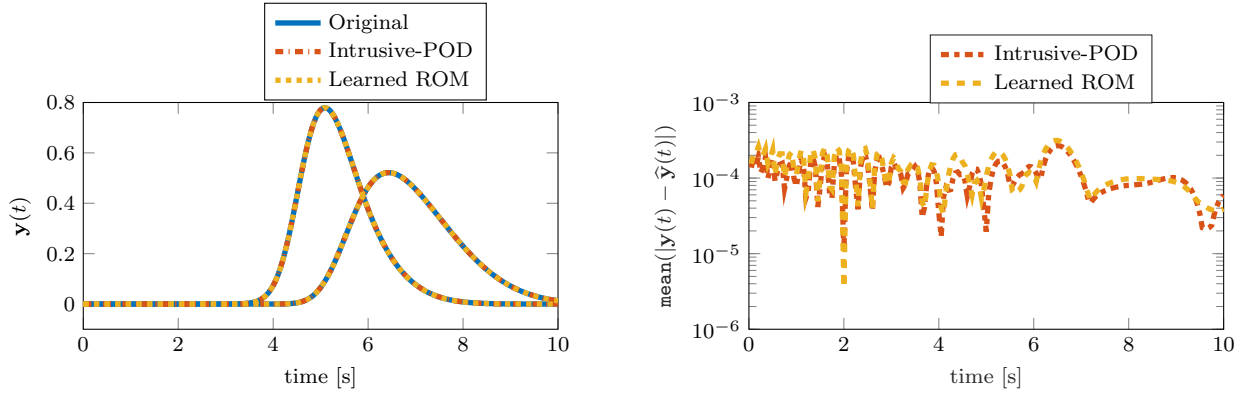 Original
Intrusive-POD
Learned ROM
0.8
0.6
0.4
0.2
0
y(t)
0 2 4 6 8 10
time [s]
Intrusive-POD
Learned ROM
10⁻³
10⁻⁴
10⁻⁵
10⁻⁶
mean(|y(t) − ŷ(t)|)
0 2 4 6 8 10
time [s]